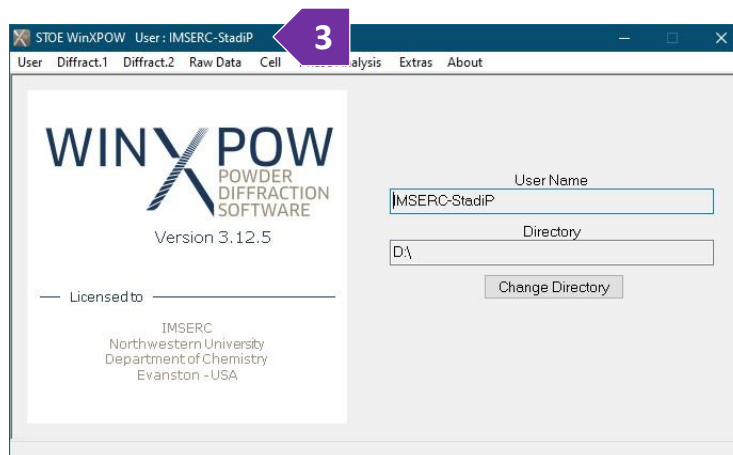 STOE WinXPOW User : IMSERC-StadiP
3
User Diffract.1 Diffract.2 Raw Data Cell Analysis Extras About
WINXPOW
POWDER
DIFFRACTION
SOFTWARE
Version 3.12.5
Licensed to
IMSERC
Northwestern University
Department of Chemistry
Evanston - USA
User Name
IMSERC-StadiP
Directory
D:\
Change Directory